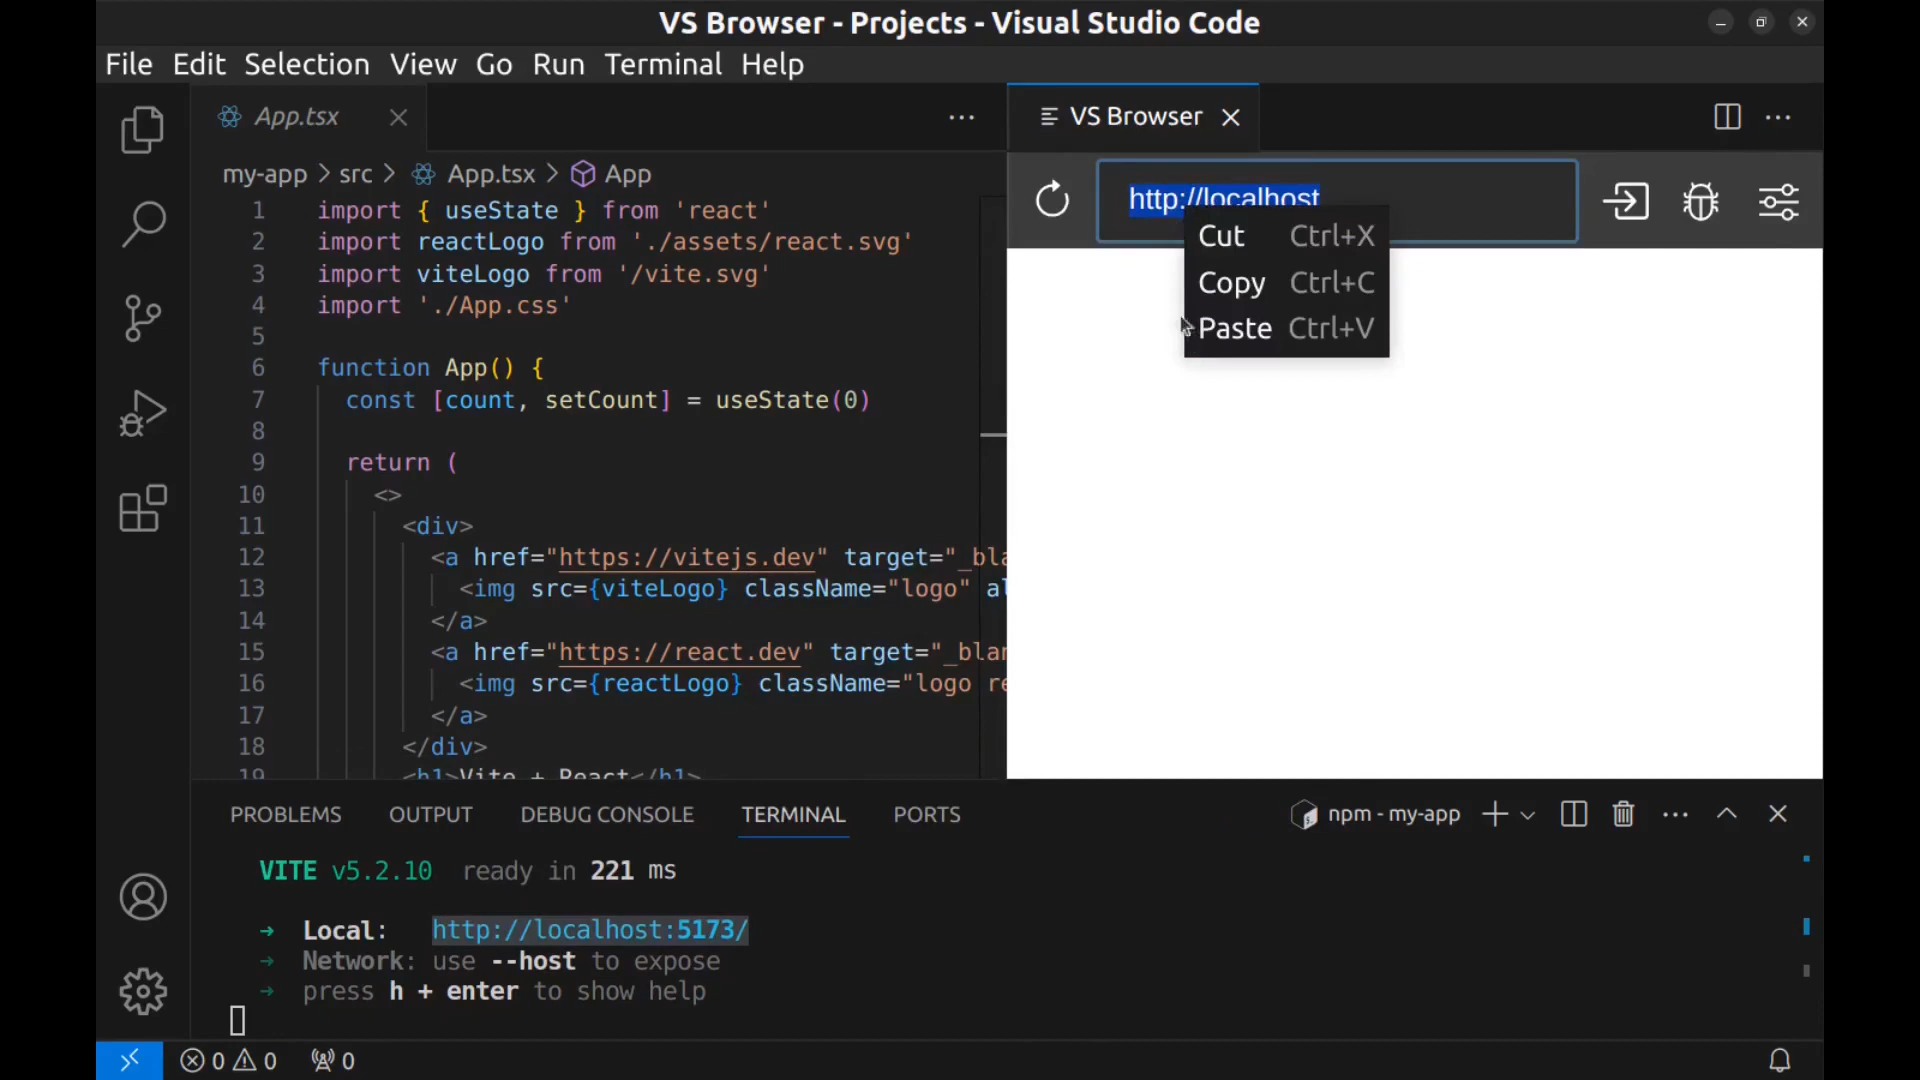 VS Browser - Projects - Visual Studio Code
File Edit Selection View Go Run Terminal Help
App.tsx
VS Browser
my-app > src > App.tsx > App
http://localhost
Cut Ctrl+X
Copy Ctrl+C
Paste Ctrl+V
1 import { useState } from 'react'
2 import reactLogo from './assets/react.svg'
3 import viteLogo from '/vite.svg'
4 import './App.css'
5
6 function App() {
7 const [count, setCount] = useState(0)
8
9 return (
10 <>
11 <div>
12 <a href="https://vitejs.dev" target="_bla
13 <img src={viteLogo} className="logo" al
14 </a>
15 <a href="https://react.dev" target="_blan
16 <img src={reactLogo} className="logo re
17 </a>
18 </div>
19 <h1>Vite + React</h1>
PROBLEMS OUTPUT DEBUG CONSOLE TERMINAL PORTS
npm - my-app
VITE v5.2.10 ready in 221 ms
➜ Local: http://localhost:5173/
➜ Network: use --host to expose
➜ press h + enter to show help
0 0 0